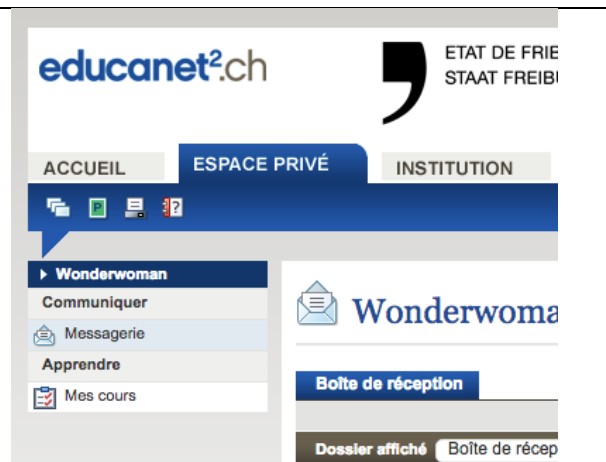 educanet².ch
ETAT DE FRIB
STAAT FREIBU
ACCUEIL
ESPACE PRIVÉ
INSTITUTION
P
?
Wonderwoman
Communiquer
Messagerie
Apprendre
Mes cours
Wonderwoma
Boîte de réception
Dossier affiché Boîte de récep